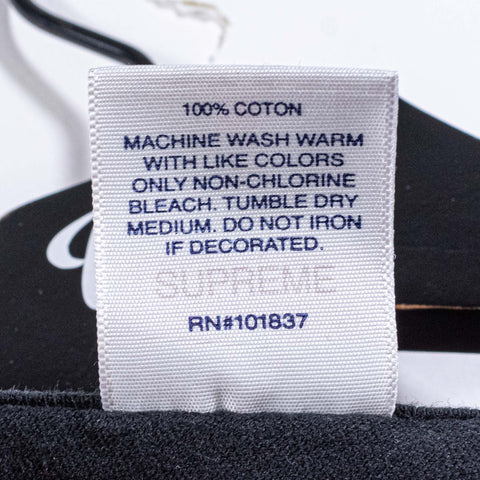 100% COTON
MACHINE WASH WARM
WITH LIKE COLORS
ONLY NON-CHLORINE
BLEACH. TUMBLE DRY
MEDIUM. DO NOT IRON
IF DECORATED.
SUPREME
RN#101837